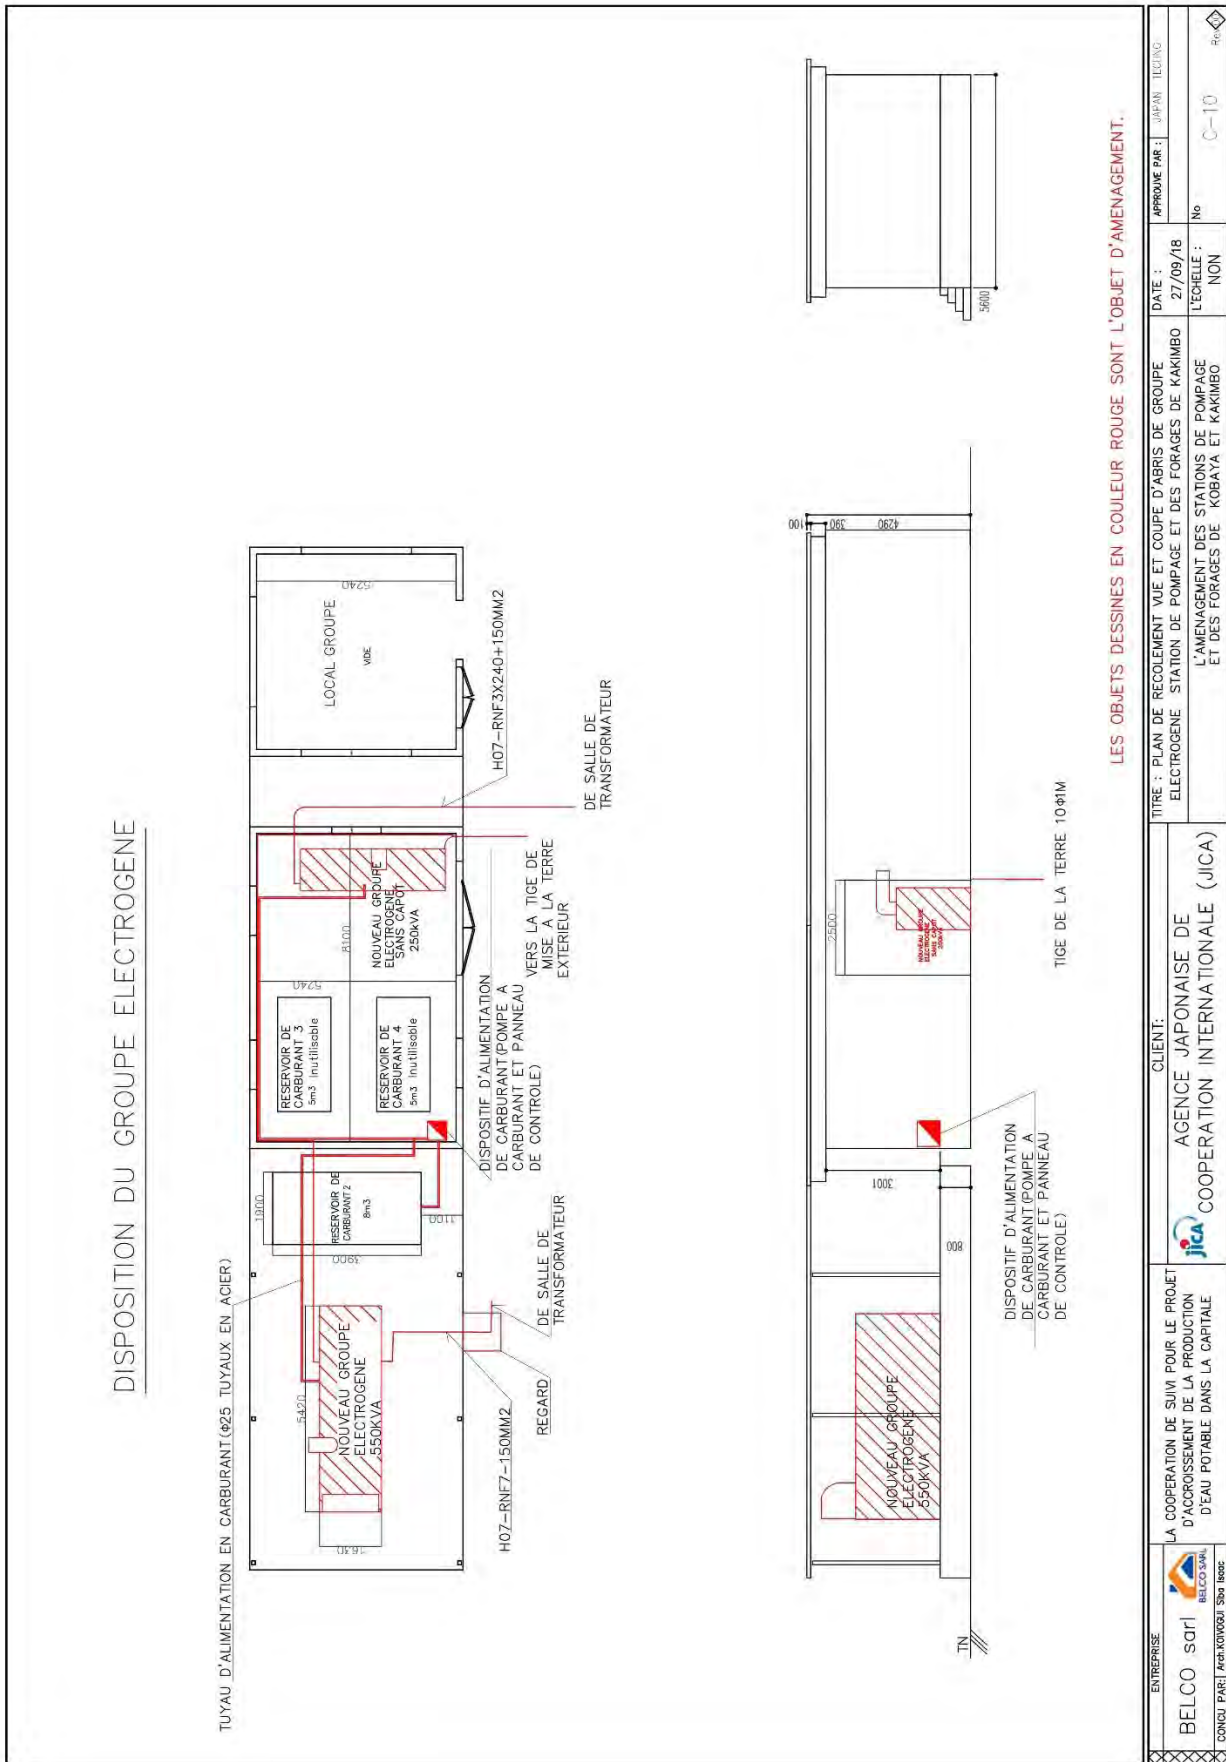 DISPOSITION DU GROUPE ELECTROGENE
TUYAU D'ALIMENTATION EN CARBURANT(Φ25 TUYAUX EN ACIER)
5420
1630
NOUVEAU GROUPE
ELECTROGENE
550KVA
H07-RNF7-150MM2
REGARD
DE SALLE DE
TRANSFORMATEUR
1900
3900
1100
RESERVOIR DE
CARBURANT 2
8m3
RESERVOIR DE
CARBURANT 3
5m3 Inutilisable
RESERVOIR DE
CARBURANT 4
5m3 Inutilisable
5240
8100
NOUVEAU GROUPE
ELECTROGENE
SANS CAPOT
250kVA
DISPOSITIF D'ALIMENTATION
DE CARBURANT(POMPE A
CARBURANT ET PANNEAU
DE CONTROLE)
VERS LA TIGE DE
MISE A LA TERRE
EXTERIEUR
DE SALLE DE
TRANSFORMATEUR
H07-RNF3X240+150MM2
LOCAL GROUPE
VIDE
5240
TN
NOUVEAU GROUPE
ELECTROGENE
550KVA
800
3001
DISPOSITIF D'ALIMENTATION
DE CARBURANT(POMPE A
CARBURANT ET PANNEAU
DE CONTROLE)
2500
NOUVEAU GROUPE
ELECTROGENE
SANS CAPOT
TIGE DE LA TERRE 10Φ1M
100
390
4290
5600
LES OBJETS DESSINES EN COULEUR ROUGE SONT L'OBJET D'AMENAGEMENT.
ENTREPRISE
BELCO sarl
BELCO SARL
CONCU PAR: Arch.KOIVOGUI Siba Isaac
LA COOPERATION DE SUIVI POUR LE PROJET
D'ACCROISSEMENT DE LA PRODUCTION
D'EAU POTABLE DANS LA CAPITALE
CLIENT:
jica
AGENCE JAPONAISE DE
COOPERATION INTERNATIONALE (JICA)
TITRE : PLAN DE RECOLEMENT VUE ET COUPE D'ABRIS DE GROUPE
ELECTROGENE STATION DE POMPAGE ET DES FORAGES DE KAKIMBO
L'AMENAGEMENT DES STATIONS DE POMPAGE
ET DES FORAGES DE KOBAYA ET KAKIMBO
DATE :
27/09/18
L'ECHELLE :
NON
APPROUVE PAR :
JAPAN TECHNO
No
C-10